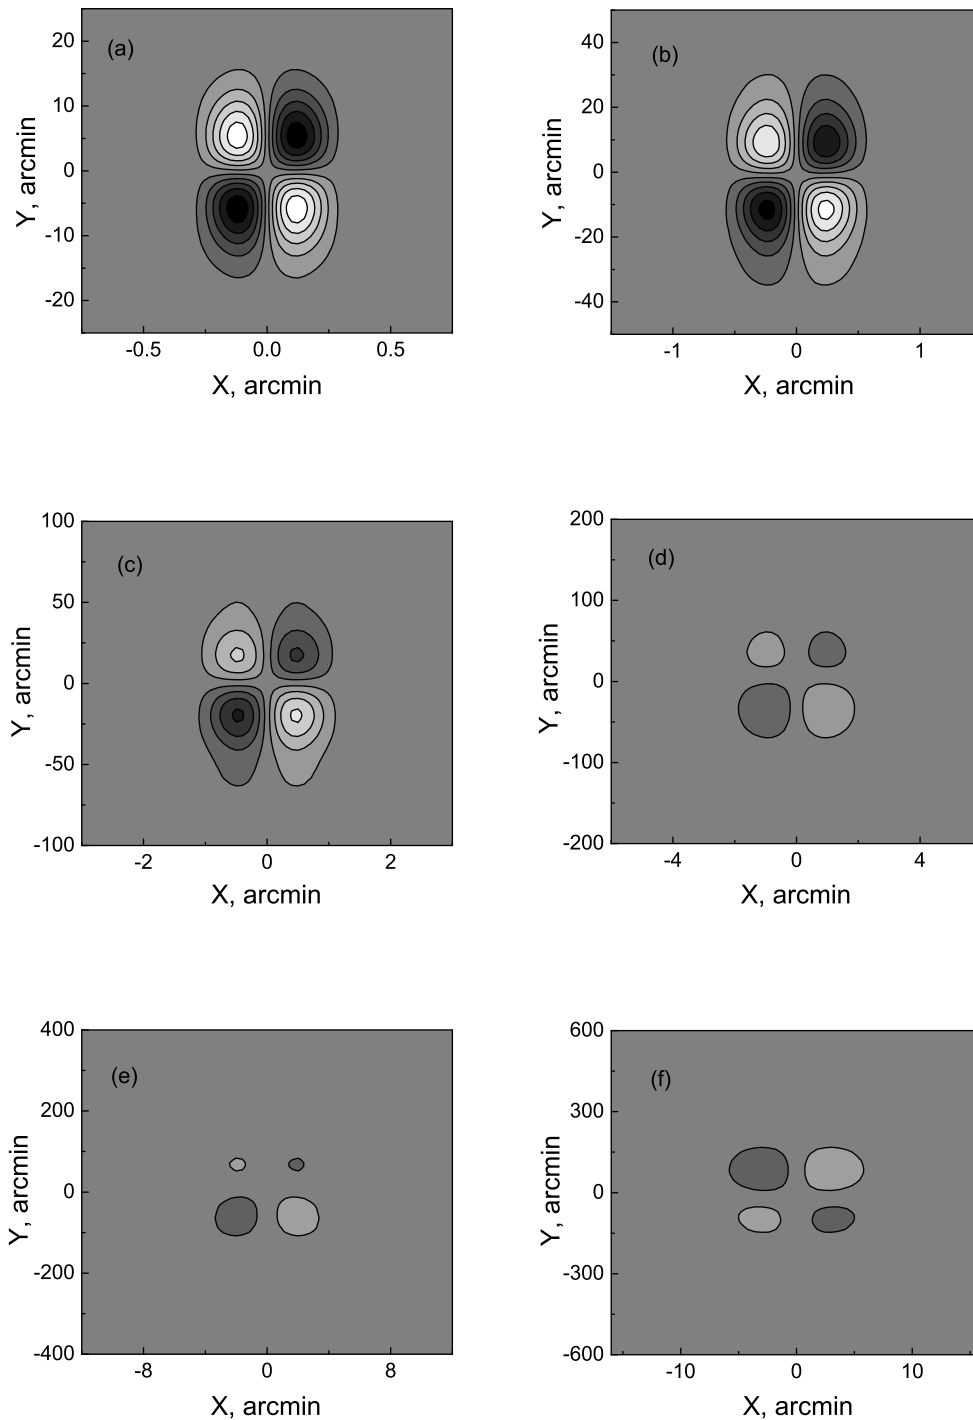 (a)
20
10
0
-10
-20
Y, arcmin
-0.5 0.0 0.5
X, arcmin
(b)
40
20
0
-20
-40
Y, arcmin
-1 0 1
X, arcmin
(c)
100
50
0
-50
-100
Y, arcmin
-2 0 2
X, arcmin
(d)
200
100
0
-100
-200
Y, arcmin
-4 0 4
X, arcmin
(e)
400
200
0
-200
-400
Y, arcmin
-8 0 8
X, arcmin
(f)
600
300
0
-300
-600
Y, arcmin
-10 0 10
X, arcmin